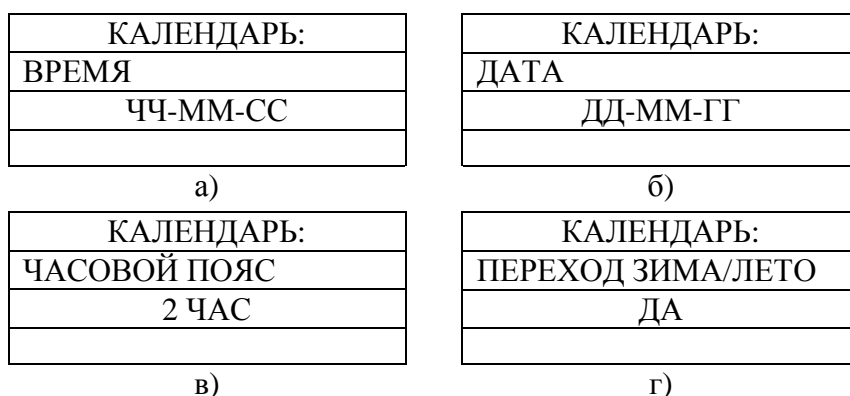 КАЛЕНДАРЬ:
ВРЕМЯ
ЧЧ-ММ-СС
а)
КАЛЕНДАРЬ:
ДАТА
ДД-ММ-ГГ
б)
КАЛЕНДАРЬ:
ЧАСОВОЙ ПОЯС
2 ЧАС
в)
КАЛЕНДАРЬ:
ПЕРЕХОД ЗИМА/ЛЕТО
ДА
г)